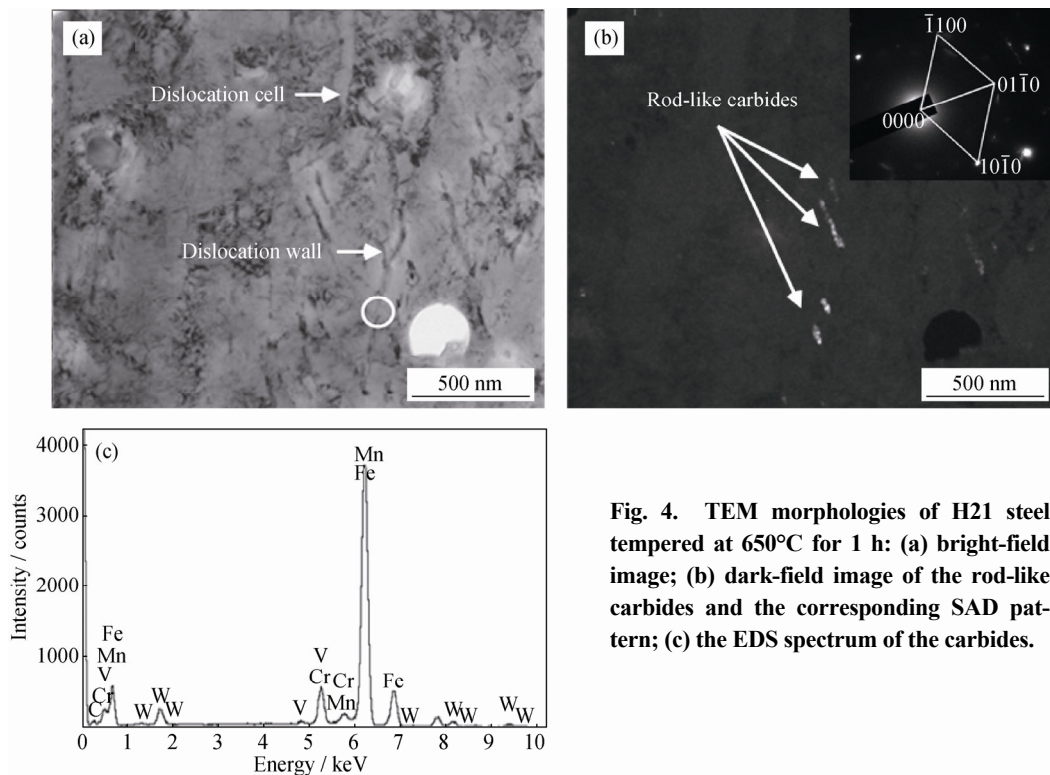 (a)
Dislocation cell
Dislocation wall
500 nm
(b)
Rod-like carbides
1̅100
011̅0
0000
101̅0
500 nm
(c)
Intensity / counts
4000
3000
2000
1000
0
Fe
Mn
V
Cr
C
W
W
W
V
V
Cr
Cr
Mn
Mn
Fe
Fe
W
W
W
W
W
0 1 2 3 4 5 6 7 8 9 10
Energy / keV
Fig. 4. TEM morphologies of H21 steel
tempered at 650°C for 1 h: (a) bright-field
image; (b) dark-field image of the rod-like
carbides and the corresponding SAD pat-
tern; (c) the EDS spectrum of the carbides.